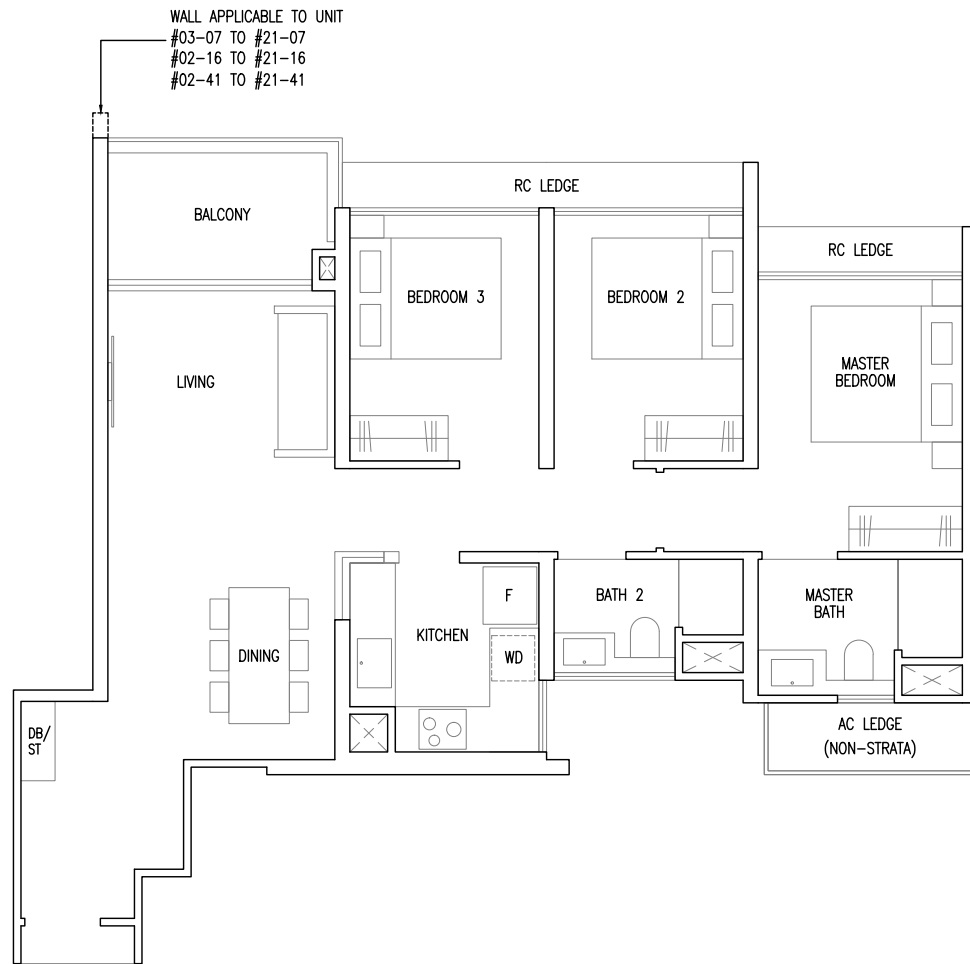 WALL APPLICABLE TO UNIT
#03-07 TO #21-07
#02-16 TO #21-16
#02-41 TO #21-41
RC LEDGE
BALCONY
RC LEDGE
BEDROOM 3
BEDROOM 2
LIVING
MASTER
BEDROOM
F
BATH 2
MASTER
BATH
KITCHEN
DINING
WD
DB/
ST
AC LEDGE
(NON-STRATA)